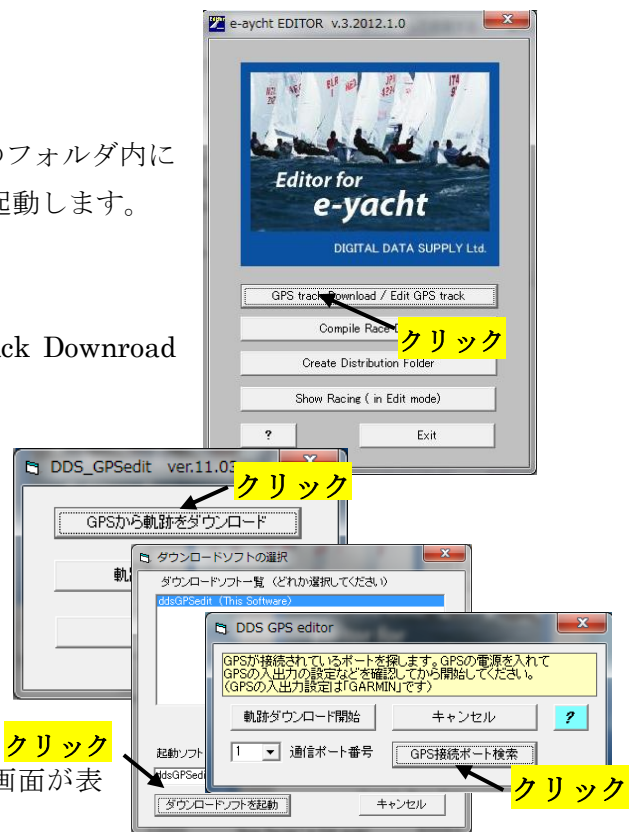 e-aycht EDITOR v.3.2012.1.0
のフォルダ内に
起動します。
Editor for
e-yacht
DIGITAL DATA SUPPLY Ltd.
GPS track Download / Edit GPS track
Compile Race
クリック
ack Downroad
Create Distribution Folder
Show Racing ( in Edit mode)
?
Exit
DDS_GPSedit ver.11.03
クリック
GPSから軌跡をダウンロード
ダウンロードソフトの選択
ダウンロードソフト一覧 (どれか選択してください)
ddsGPSedit (This Software)
DDS GPS editor
GPSが接続されているポートを探します。GPSの電源を入れて
GPSの入出力の設定などを確認してから開始してください。
(GPSの入出力設定は「GARMIN」です)
軌跡ダウンロード開始
キャンセル
?
クリック
起動ソフト
1
通信ポート番号
GPS接続ポート検索
画面が表
ddsGPSedi
クリック
ダウンロードソフトを起動
キャンセル